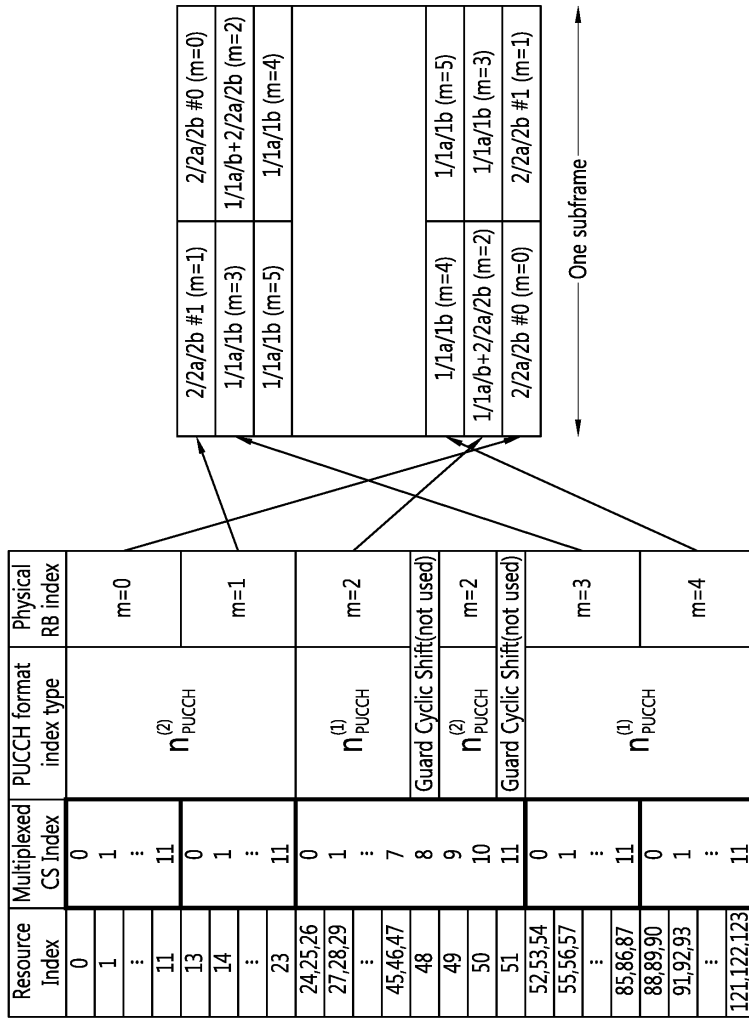 Resource Index
Multiplexed CS Index
PUCCH format index type
Physical RB index
0
0
n(2)PUCCH
m=0
1
1
⋮
⋮
11
11
13
0
m=1
14
1
⋮
⋮
23
11
24,25,26
0
n(1)PUCCH
m=2
27,28,29
1
⋮
⋮
45,46,47
7
48
8
Guard Cyclic Shift(not used)
49
9
n(2)PUCCH
m=2
50
10
51
11
Guard Cyclic Shift(not used)
52,53,54
0
n(1)PUCCH
m=3
55,56,57
1
⋮
⋮
85,86,87
11
88,89,90
0
m=4
91,92,93
1
⋮
⋮
121,122,123
11
2/2a/2b #1 (m=1)
2/2a/2b #0 (m=0)
1/1a/1b (m=3)
1/1a/b+2/2a/2b (m=2)
1/1a/1b (m=5)
1/1a/1b (m=4)
1/1a/1b (m=4)
1/1a/1b (m=5)
1/1a/b+2/2a/2b (m=2)
1/1a/1b (m=3)
2/2a/2b #0 (m=0)
2/2a/2b #1 (m=1)
One subframe